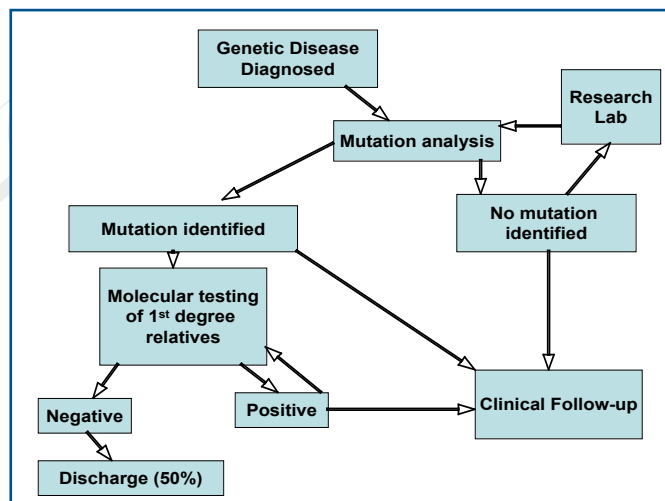 Genetic Disease
Diagnosed
Research
Lab
Mutation analysis
Mutation identified
No mutation
identified
Molecular testing
of 1st degree
relatives
Negative
Positive
Clinical Follow-up
Discharge (50%)